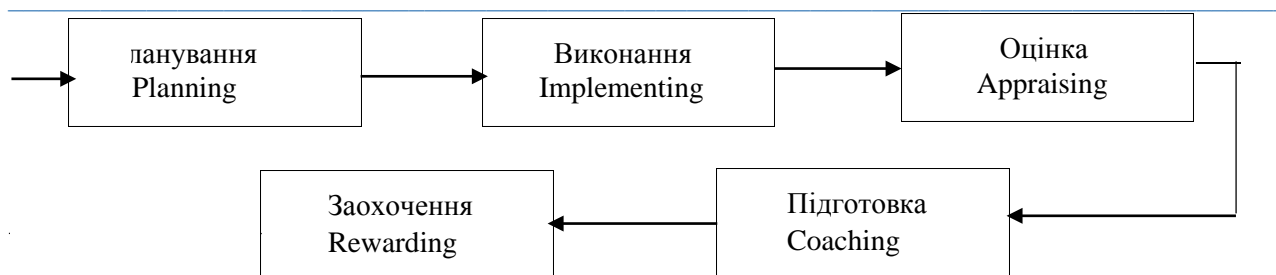 ланування
Planning
Виконання
Implementing
Оцінка
Appraising
Заохочення
Rewarding
Підготовка
Coaching